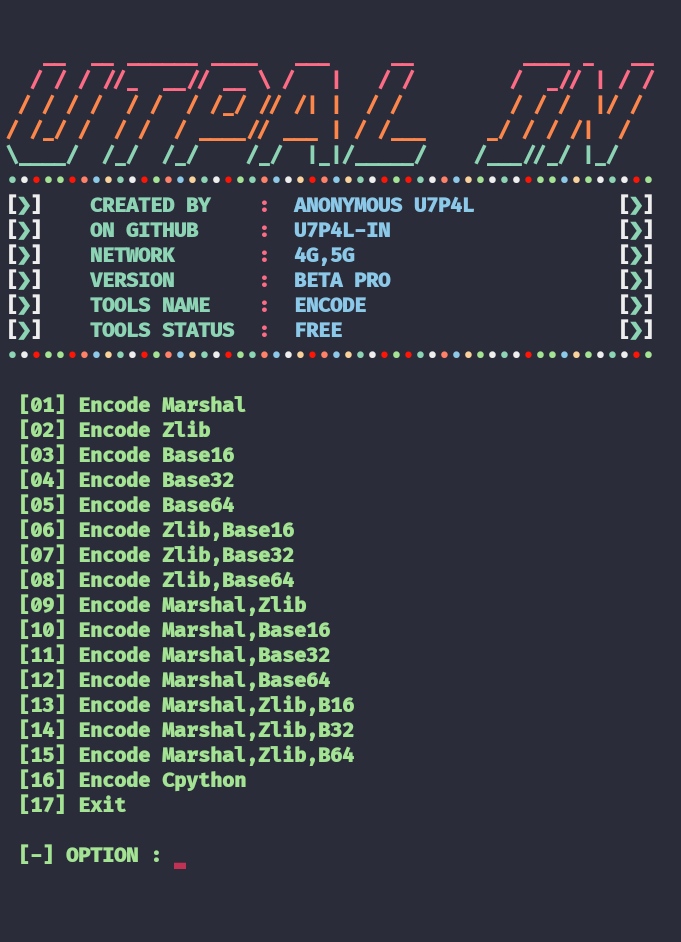 UTPAL IN
[❯] CREATED BY : ANONYMOUS U7P4L [❯]
[❯] ON GITHUB : U7P4L-IN [❯]
[❯] NETWORK : 4G,5G [❯]
[❯] VERSION : BETA PRO [❯]
[❯] TOOLS NAME : ENCODE [❯]
[❯] TOOLS STATUS : FREE [❯]
[01] Encode Marshal
[02] Encode Zlib
[03] Encode Base16
[04] Encode Base32
[05] Encode Base64
[06] Encode Zlib,Base16
[07] Encode Zlib,Base32
[08] Encode Zlib,Base64
[09] Encode Marshal,Zlib
[10] Encode Marshal,Base16
[11] Encode Marshal,Base32
[12] Encode Marshal,Base64
[13] Encode Marshal,Zlib,B16
[14] Encode Marshal,Zlib,B32
[15] Encode Marshal,Zlib,B64
[16] Encode Cpython
[17] Exit
[-] OPTION :